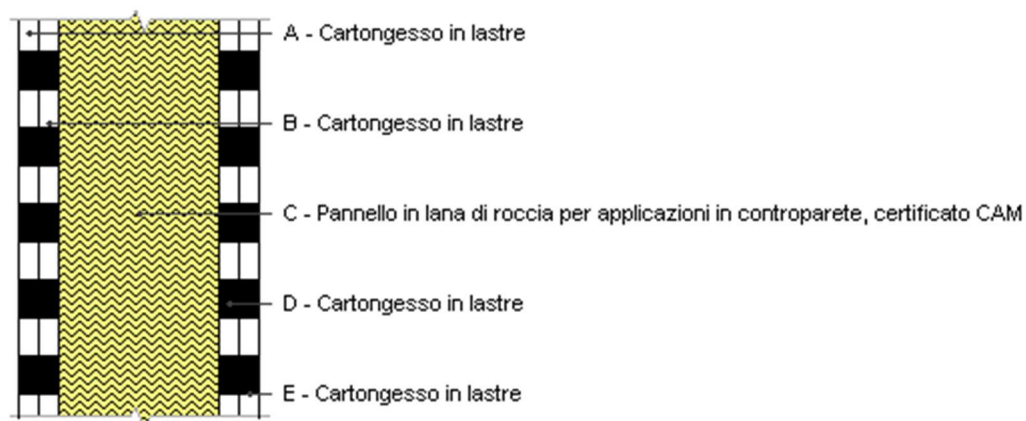 A - Cartongesso in lastre
B - Cartongesso in lastre
C - Pannello in lana di roccia per applicazioni in controparete, certificato CAM
D - Cartongesso in lastre
E - Cartongesso in lastre